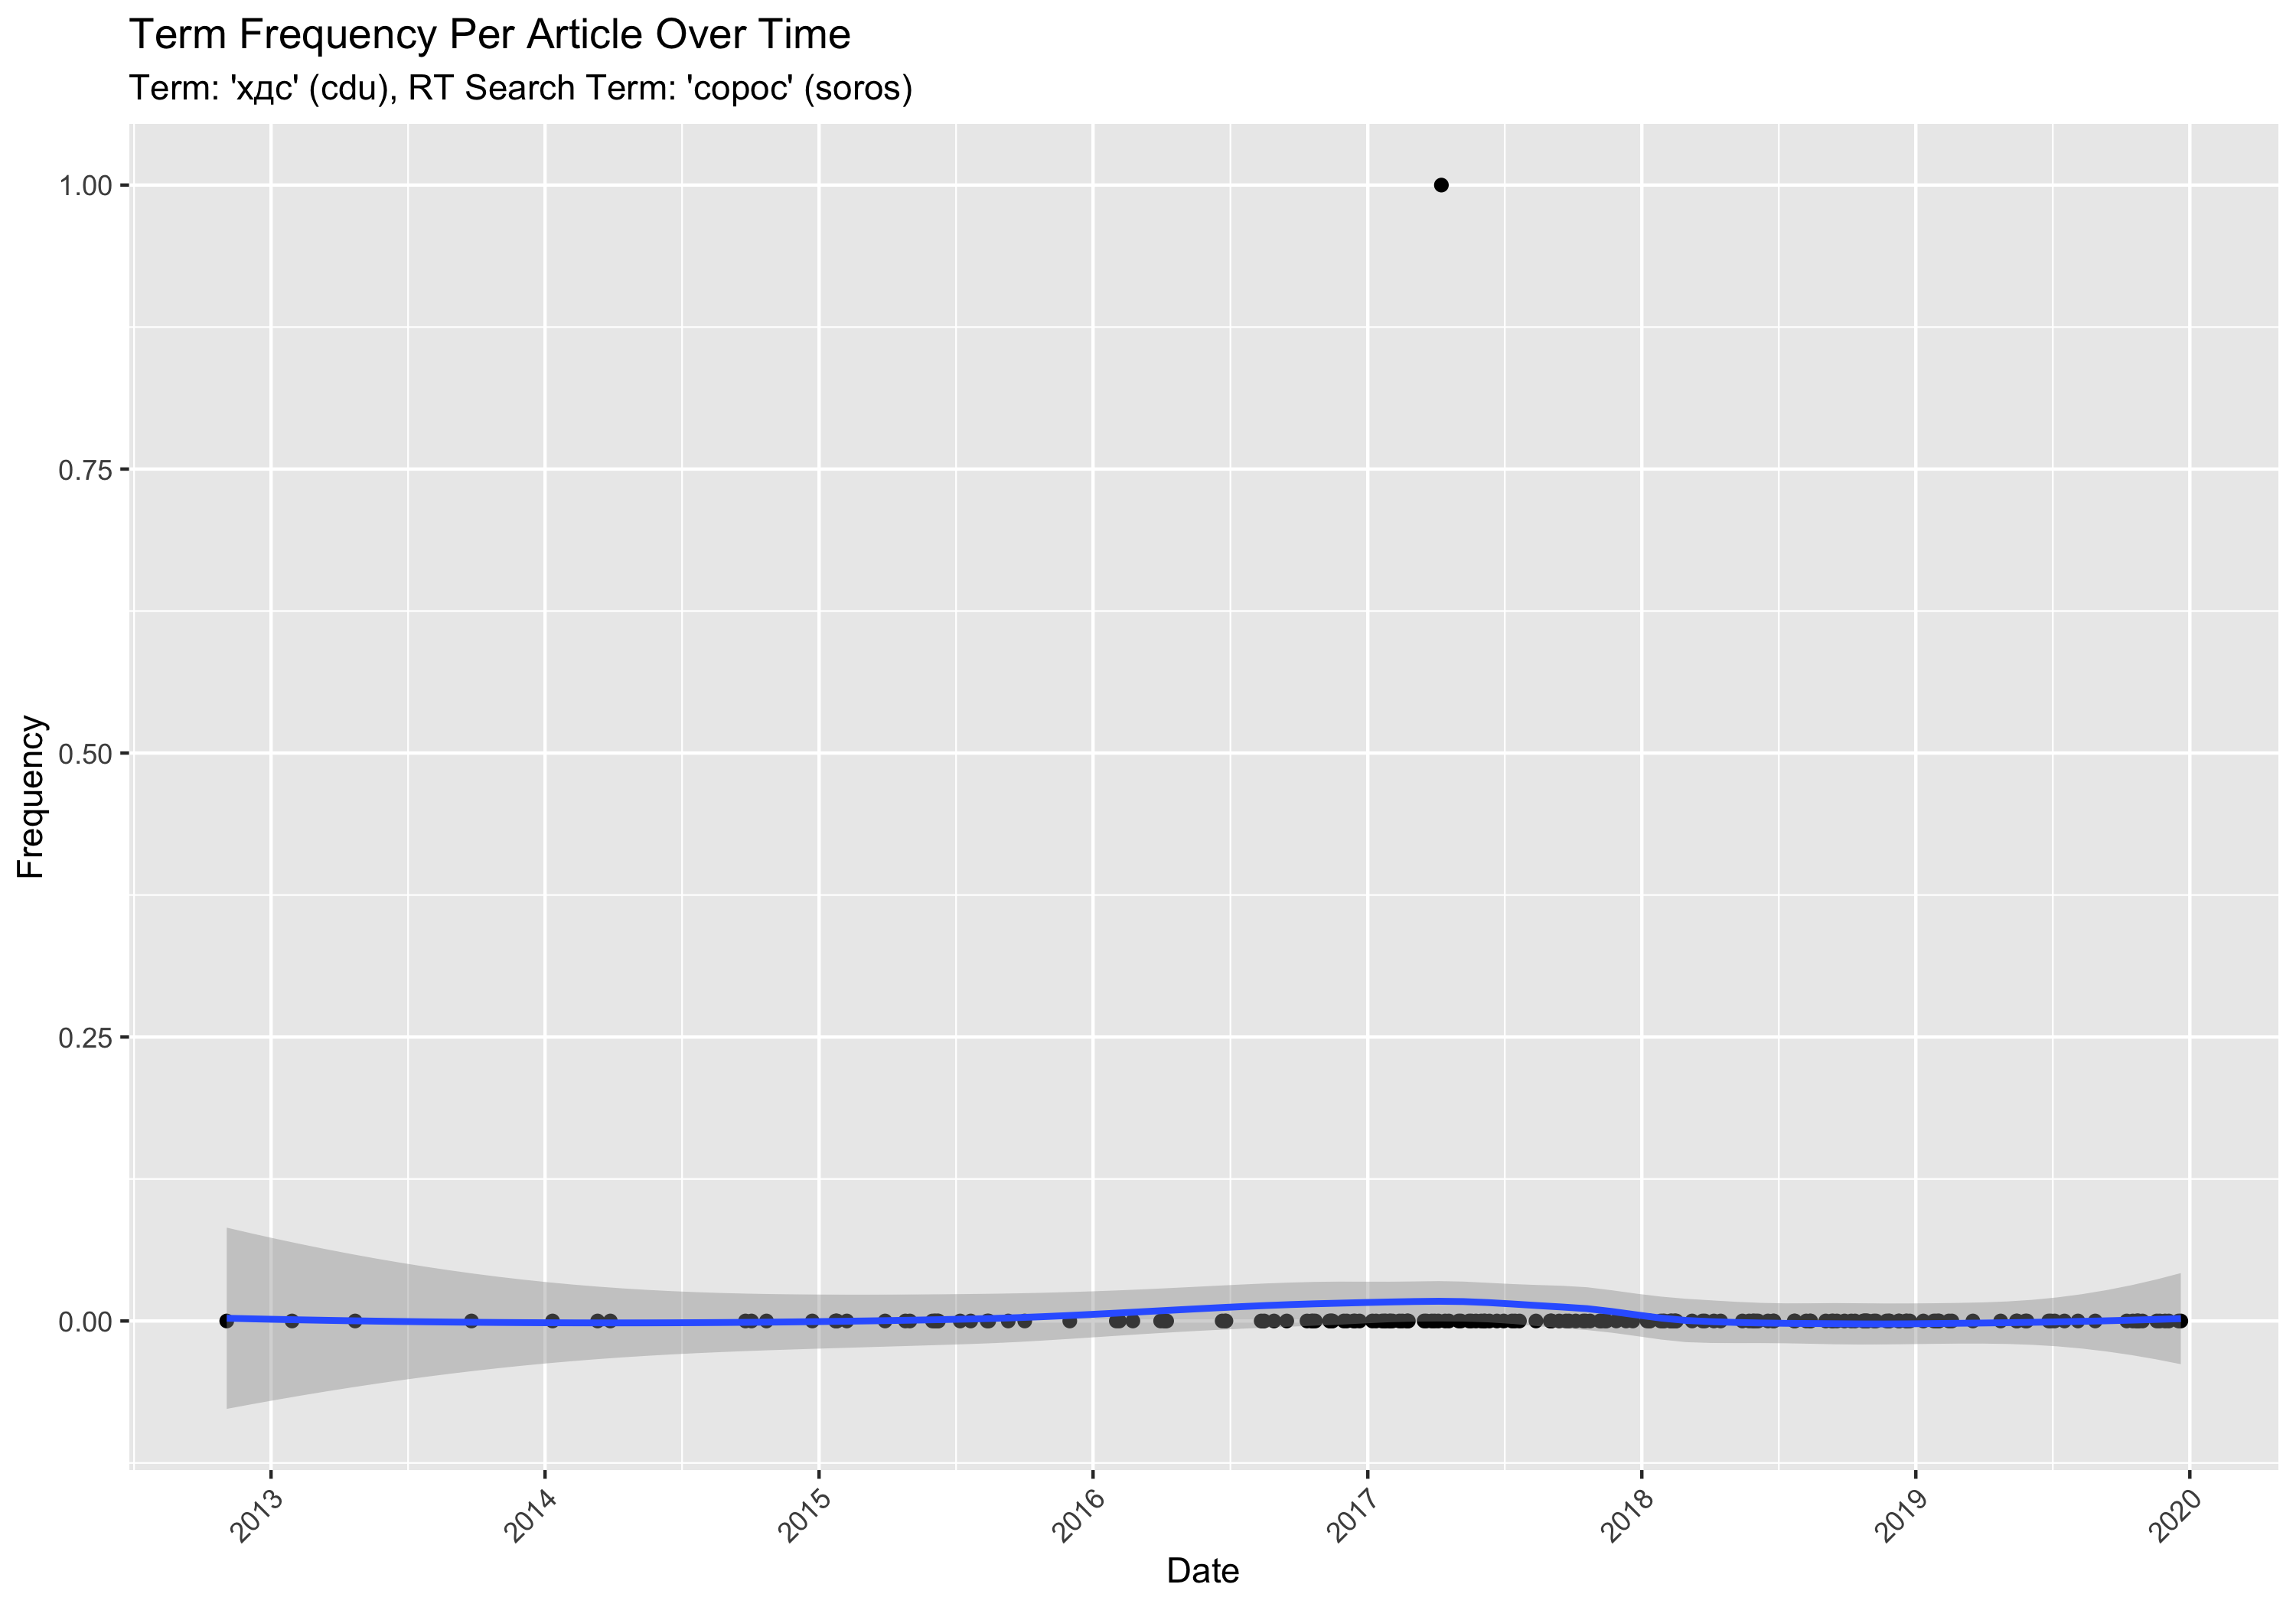 Term Frequency Per Article Over Time
Term: 'хдс' (cdu), RT Search Term: 'сорос' (soros)
Frequency
1.00
0.75
0.50
0.25
0.00
2013 2014 2015 2016 2017 2018 2019 2020
Date